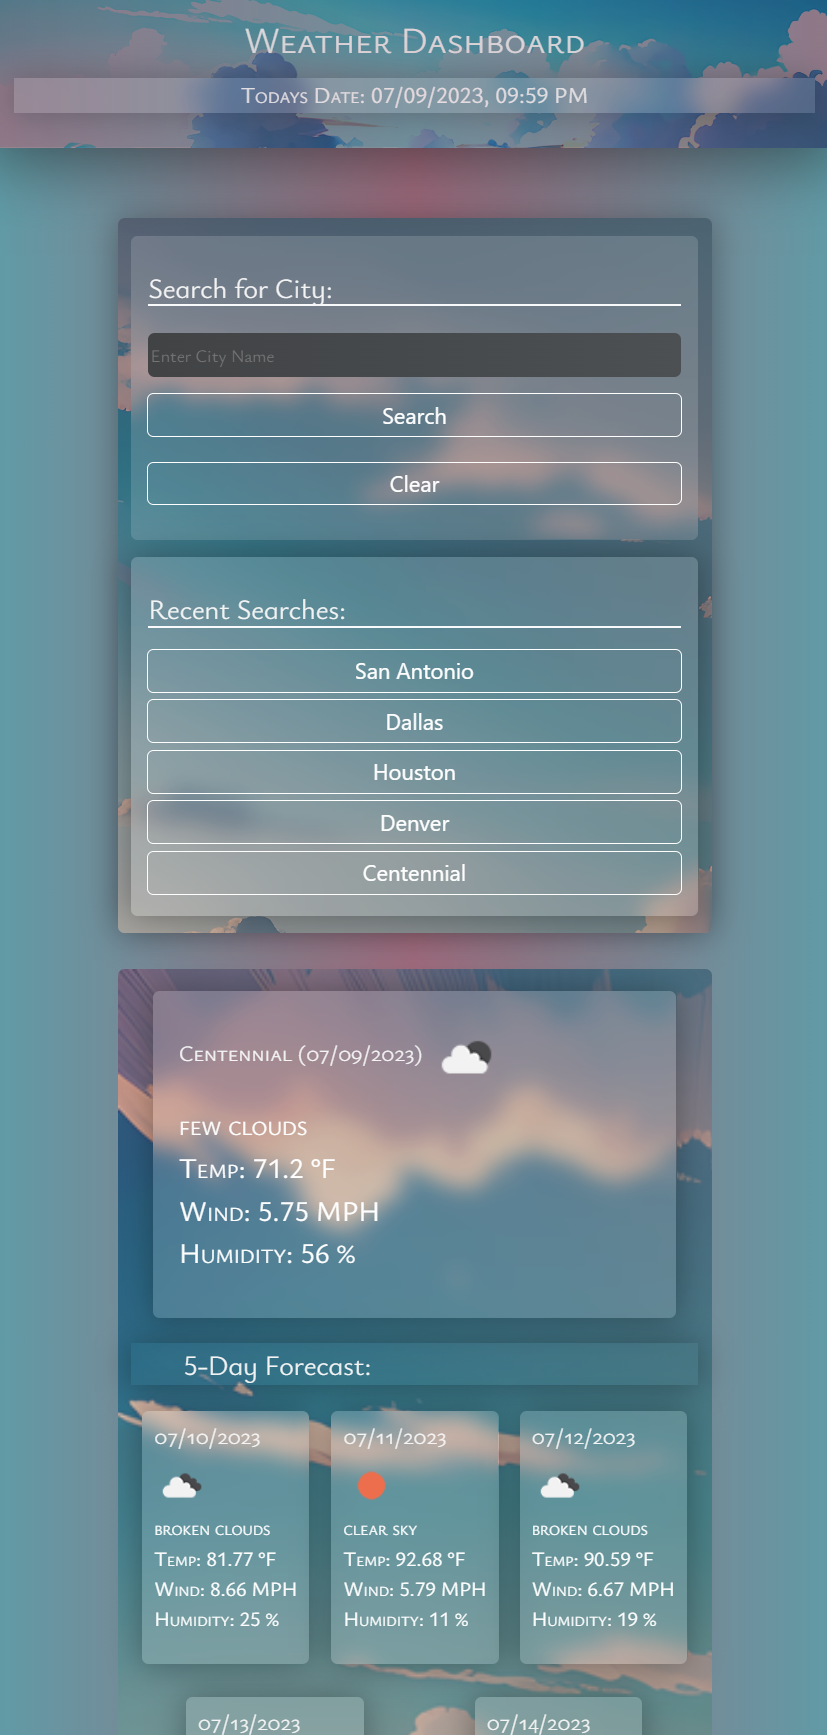 Weather Dashboard
Todays Date: 07/09/2023, 09:59 PM
Search for City:
Enter City Name
Search
Clear
Recent Searches:
San Antonio
Dallas
Houston
Denver
Centennial
Centennial (07/09/2023)
few clouds
Temp: 71.2 °F
Wind: 5.75 MPH
Humidity: 56 %
5-Day Forecast:
07/10/2023 07/11/2023 07/12/2023
broken clouds clear sky broken clouds
Temp: 81.77 °F Temp: 92.68 °F Temp: 90.59 °F
Wind: 8.66 MPH Wind: 5.79 MPH Wind: 6.67 MPH
Humidity: 25 % Humidity: 11 % Humidity: 19 %
07/13/2023 07/14/2023